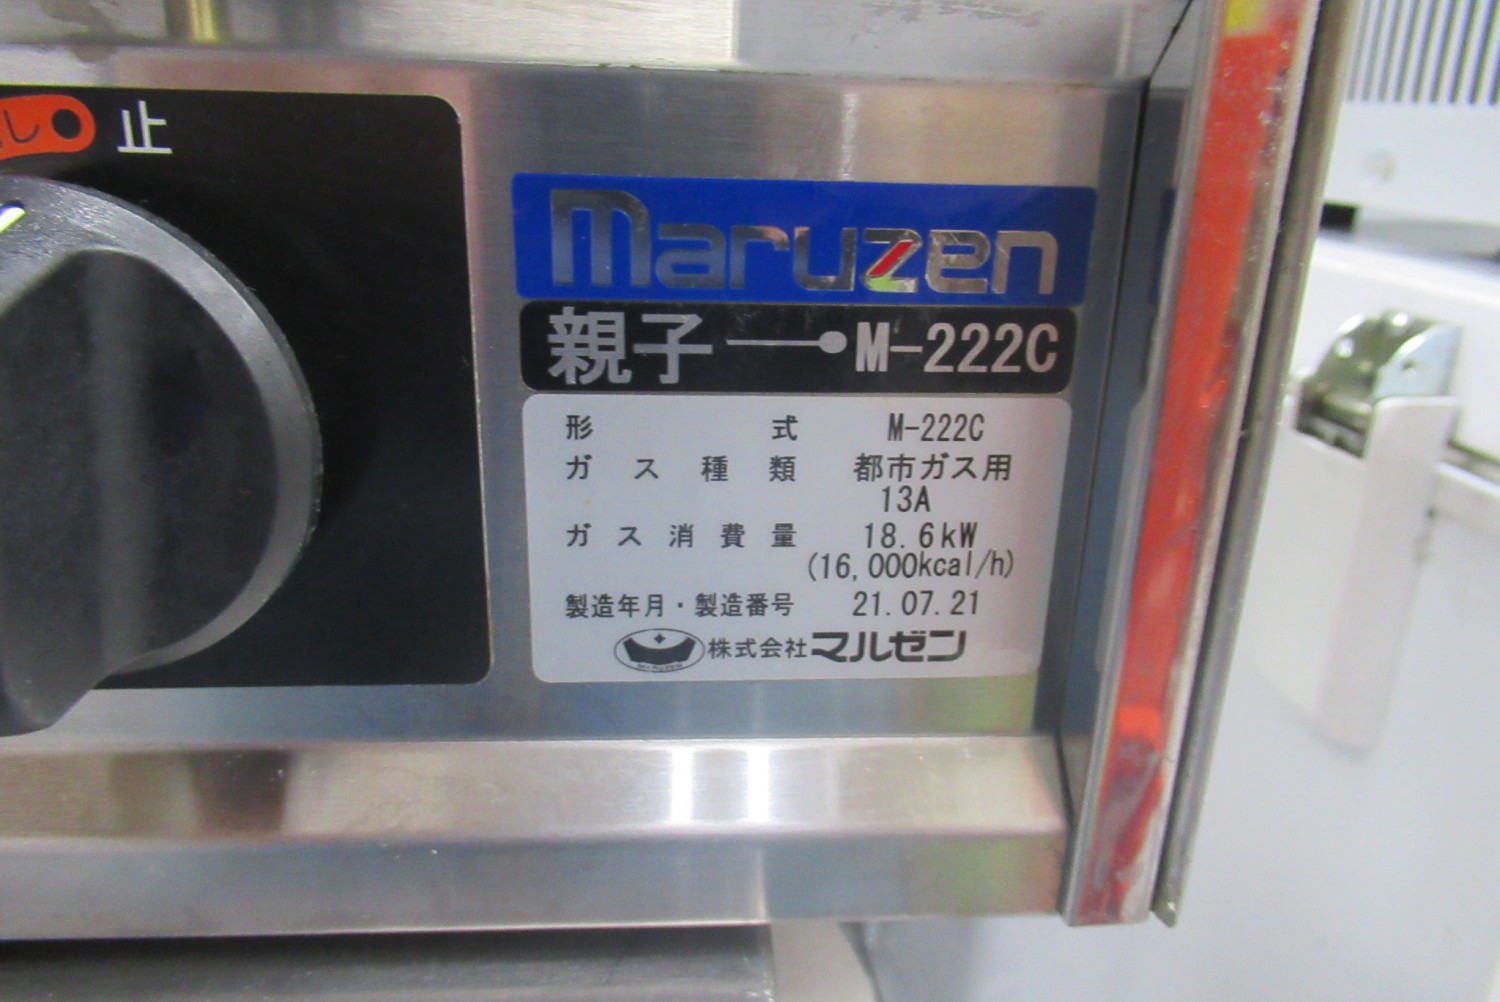 し 止
maruzen
親子 M-222C
形式 M-222C
ガス種類 都市ガス用
13A
ガス消費量 18.6kW
(16,000kcal/h)
製造年月・製造番号 21.07.21
株式会社マルゼン